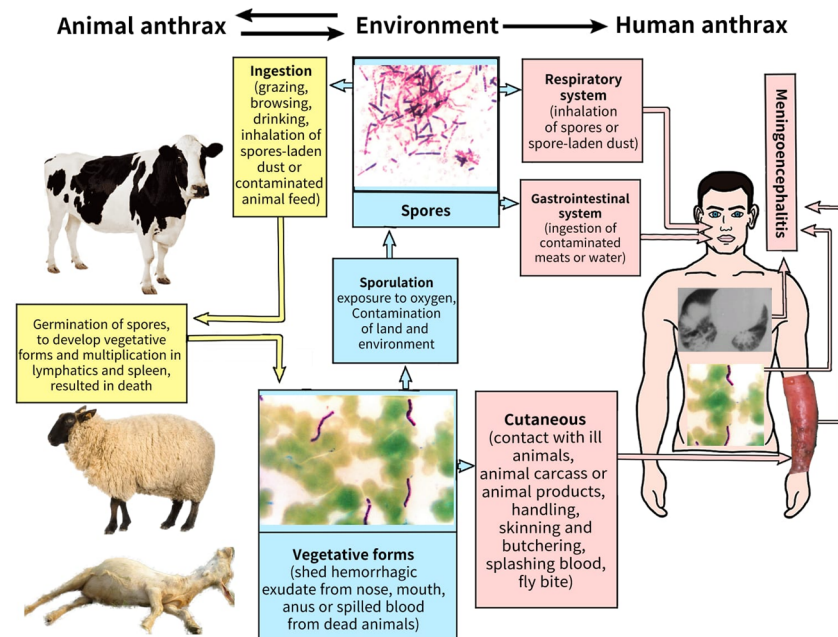 Animal anthrax
Environment
Human anthrax
Ingestion
(grazing,
browsing,
drinking,
inhalation of
spores-laden
dust or
contaminated
animal feed)
Spores
Respiratory
system
(inhalation
of spores or
spore-laden dust)
Gastrointestinal
system
(ingestion of
contaminated
meats or water)
Meningoencephalitis
Sporulation
exposure to oxygen,
Contamination
of land and
environment
Germination of spores,
to develop vegetative
forms and multiplication in
lymphatics and spleen,
resulted in death
Vegetative forms
(shed hemorrhagic
exudate from nose, mouth,
anus or spilled blood
from dead animals)
Cutaneous
(contact with ill
animals,
animal carcass or
animal products,
handling,
skinning and
butchering,
splashing blood,
fly bite)